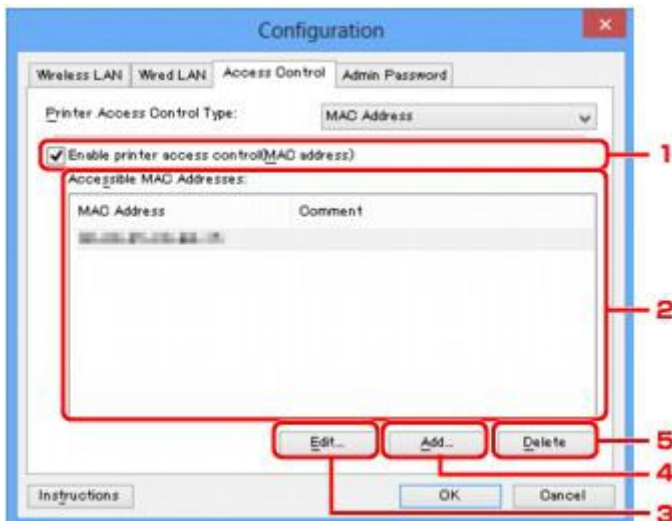 Configuration
Wireless LAN Wired LAN Access Control Admin Password
Printer Access Control Type: MAC Address
Enable printer access control(MAC address) 1
Accessible MAC Addresses:
MAC Address Comment
2
Edit... Add... Delete 5
4
Instructions OK Cancel
3